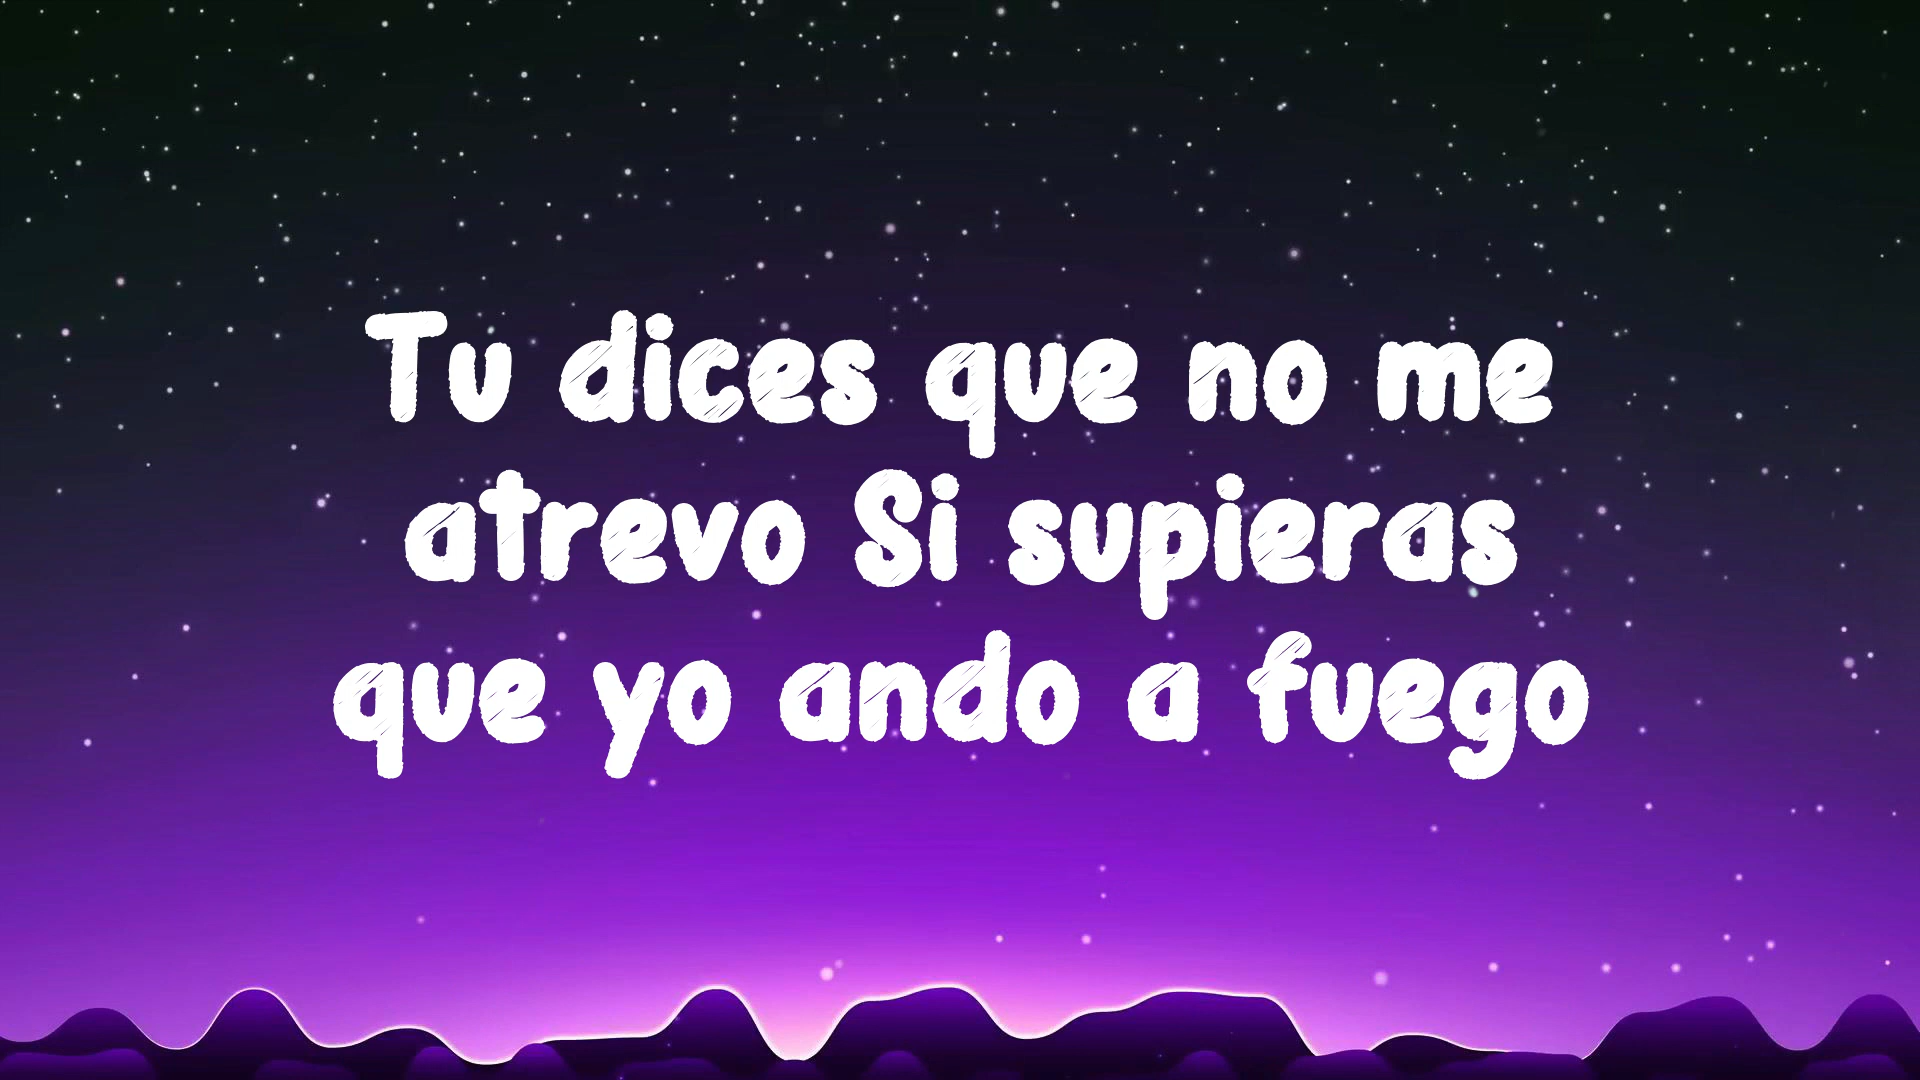 Tu dices que no me
atrevo Si supieras
que yo ando a fuego